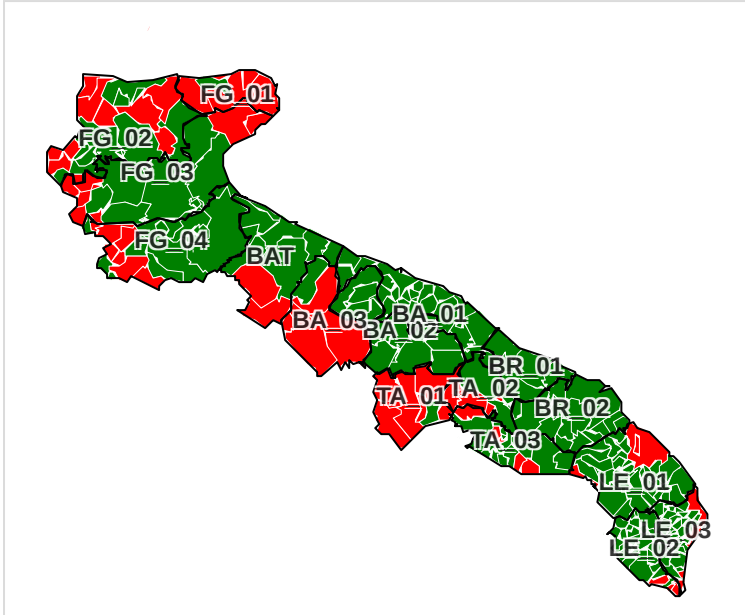 FG_01
FG_02
FG_03
FG_04
BAT
BA_01
BA_03
BA_02
BR_01
TA_02
TA_01
BR_02
TA_03
LE_01
LE_03
LE_02